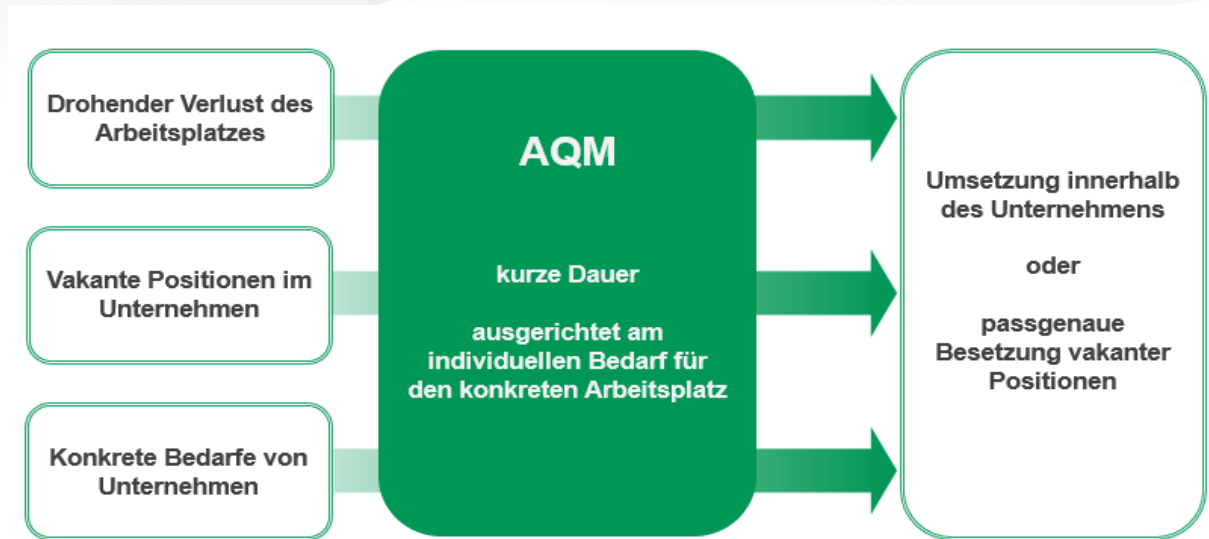 Drohender Verlust des
Arbeitsplatzes
Vakante Positionen im
Unternehmen
Konkrete Bedarfe von
Unternehmen
AQM
kurze Dauer
ausgerichtet am
individuellen Bedarf für
den konkreten Arbeitsplatz
Umsetzung innerhalb
des Unternehmens
oder
passgenaue
Besetzung vakanter
Positionen